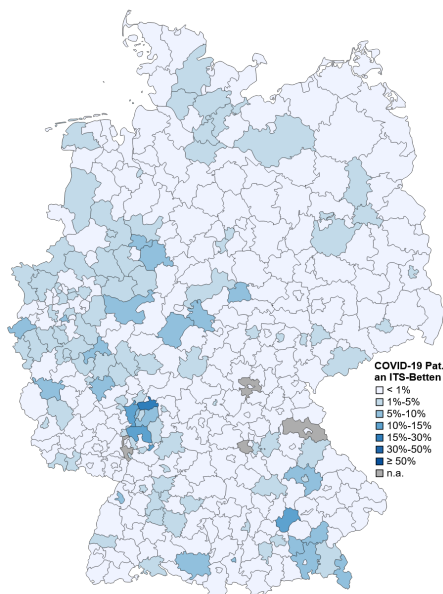 COVID-19 Pat.
an ITS-Betten
< 1%
1%-5%
5%-10%
10%-15%
15%-30%
30%-50%
≥ 50%
n.a.